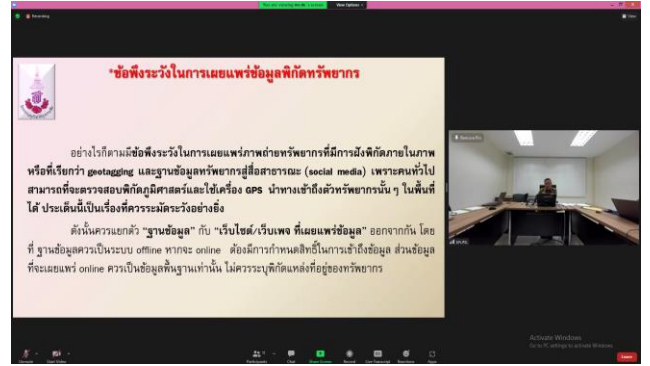 You are viewing
View Options
Recording
View
*ข้อพึงระวังในการเผยแพร่ข้อมูลพิกัดทรัพยากร
อย่างไรก็ตามมีข้อพึงระวังในการเผยแพร่ภาพถ่ายทรัพยากรที่มีการฝังพิกัดภายในภาพ
หรือที่เรียกว่า geotagging และฐานข้อมูลทรัพยากรสู่สื่อสาธารณะ (social media) เพราะคนทั่วไป
สามารถที่จะตรวจสอบพิกัดภูมิศาสตร์และใช้เครื่อง GPS นำทางเข้าถึงตัวทรัพยากรนั้น ๆ ในพื้นที่
ได้ ประเด็นนี้เป็นเรื่องที่ควรระมัดระวังอย่างยิ่ง
ดังนั้นควรแยกตัว “ฐานข้อมูล” กับ “เว็บไซต์/เว็บเพจ ที่เผยแพร่ข้อมูล” ออกจากกัน โดย
ที่ ฐานข้อมูลควรเป็นระบบ offline หากจะ online ต้องมีการกำหนดสิทธิ์ในการเข้าถึงข้อมูล ส่วนข้อมูล
ที่จะเผยแพร่ online ควรเป็นข้อมูลพื้นฐานเท่านั้น ไม่ควรระบุพิกัดแหล่งที่อยู่ของทรัพยากร
Activate Windows
Go to PC settings to activate Windows.
Unmute
Start Video
Participants
Chat
Share Screen
Record
Live Transcript
Reactions
Apps
Leave